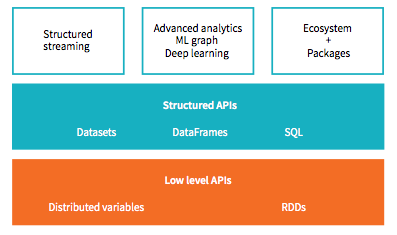 Structured
streaming
Advanced analytics
ML graph
Deep learning
Ecosystem
+
Packages
Structured APIs
Datasets
DataFrames
SQL
Low level APIs
Distributed variables
RDDs